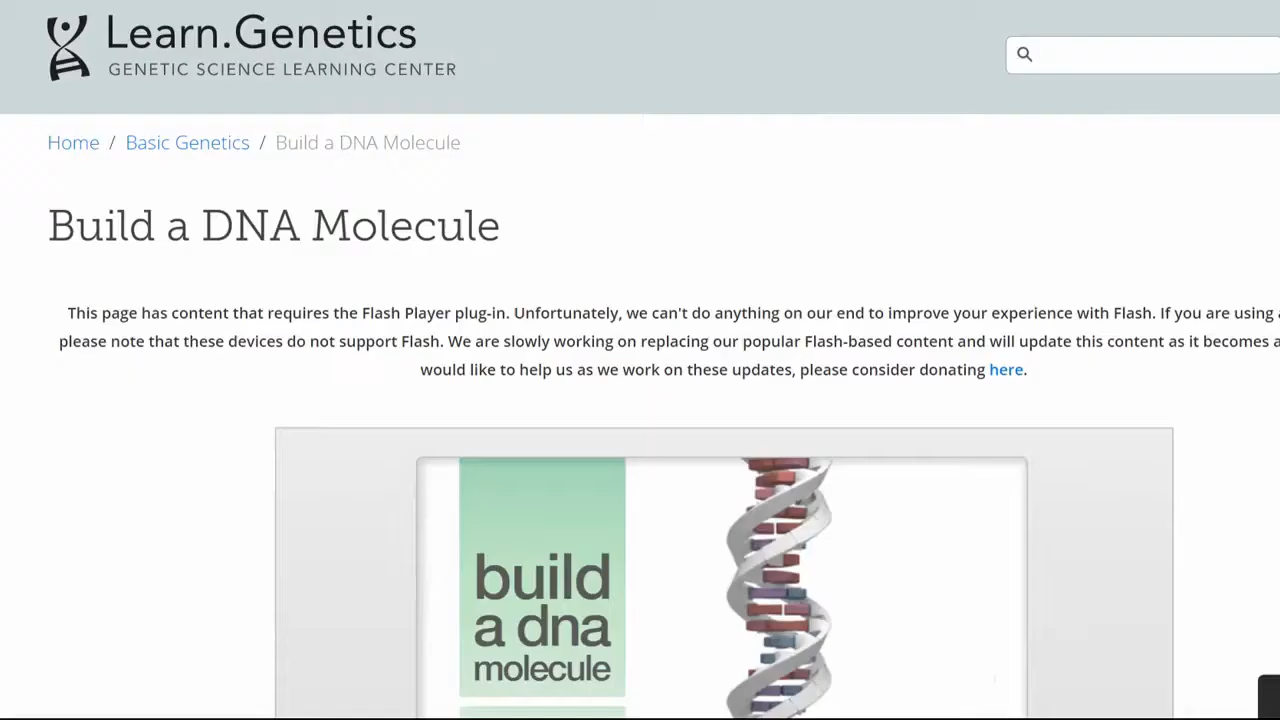 Learn.Genetics
GENETIC SCIENCE LEARNING CENTER
Home / Basic Genetics / Build a DNA Molecule
Build a DNA Molecule
This page has content that requires the Flash Player plug-in. Unfortunately, we can't do anything on our end to improve your experience with Flash. If you are using
please note that these devices do not support Flash. We are slowly working on replacing our popular Flash-based content and will update this content as it becomes
would like to help us as we work on these updates, please consider donating here.
build
a dna
molecule